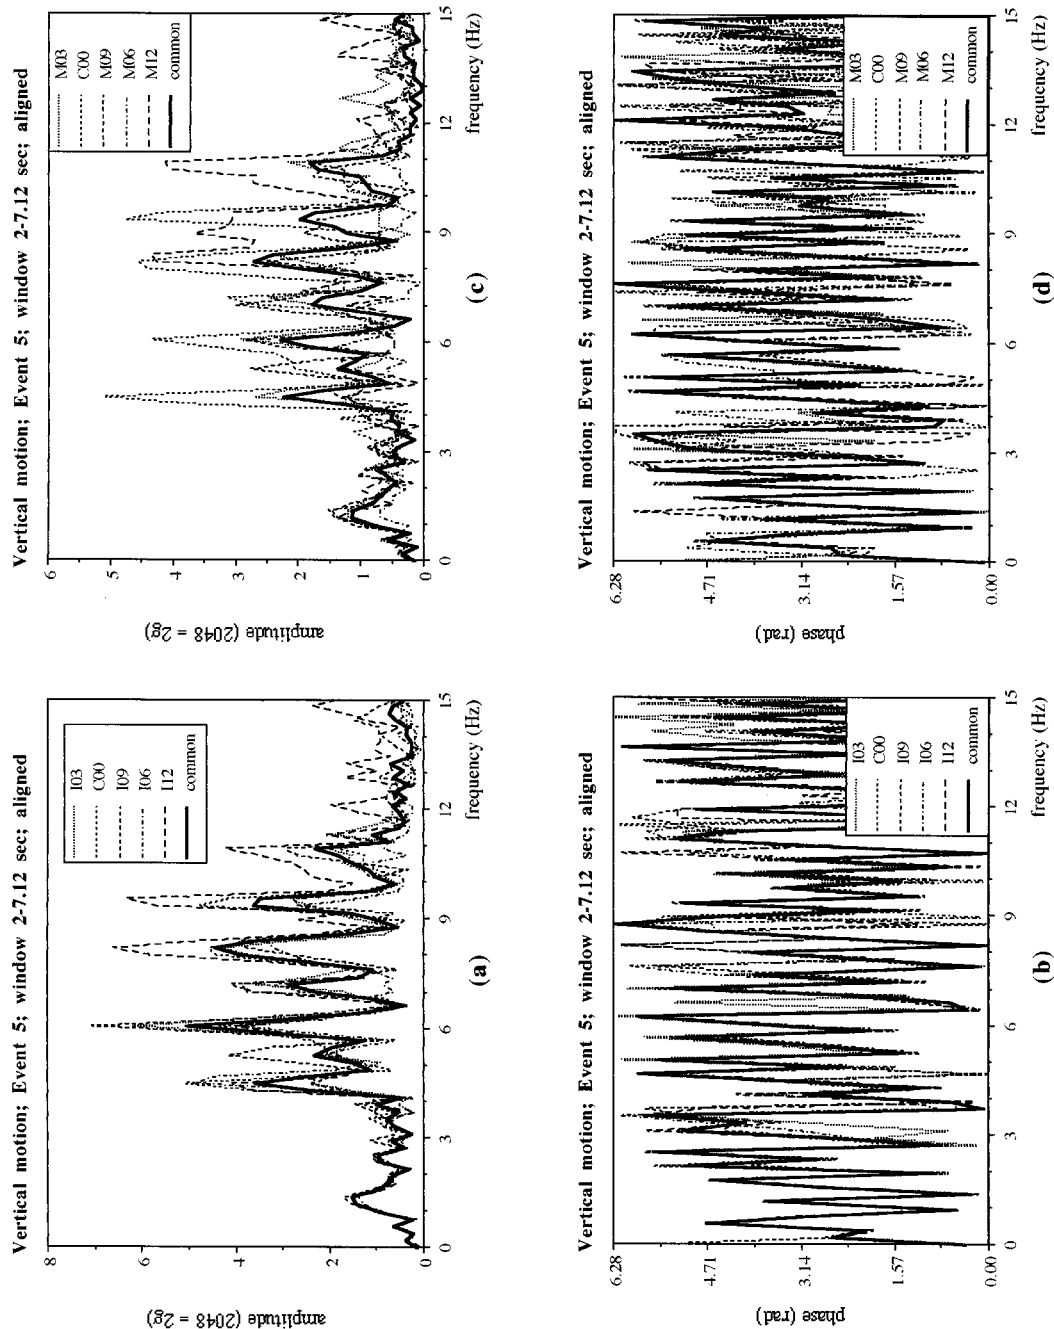 Vertical motion; Event 5; window 2-7.12 sec; aligned
amplitude (2048 = 2g)
8
6
4
2
0
0
3
6
9
12
15
frequency (Hz)
I03
C00
I09
I06
I12
common
(a)
Vertical motion; Event 5; window 2-7.12 sec; aligned
phase (rad)
6.28
4.71
3.14
1.57
0.00
0
3
6
9
12
15
frequency (Hz)
I03
C00
I09
I06
I12
common
(b)
Vertical motion; Event 5; window 2-7.12 sec; aligned
amplitude (2048 = 2g)
6
5
4
3
2
1
0
0
3
6
9
12
15
frequency (Hz)
M03
C00
M09
M06
M12
common
(c)
Vertical motion; Event 5; window 2-7.12 sec; aligned
phase (rad)
6.28
4.71
3.14
1.57
0.00
0
3
6
9
12
15
frequency (Hz)
M03
C00
M09
M06
M12
common
(d)